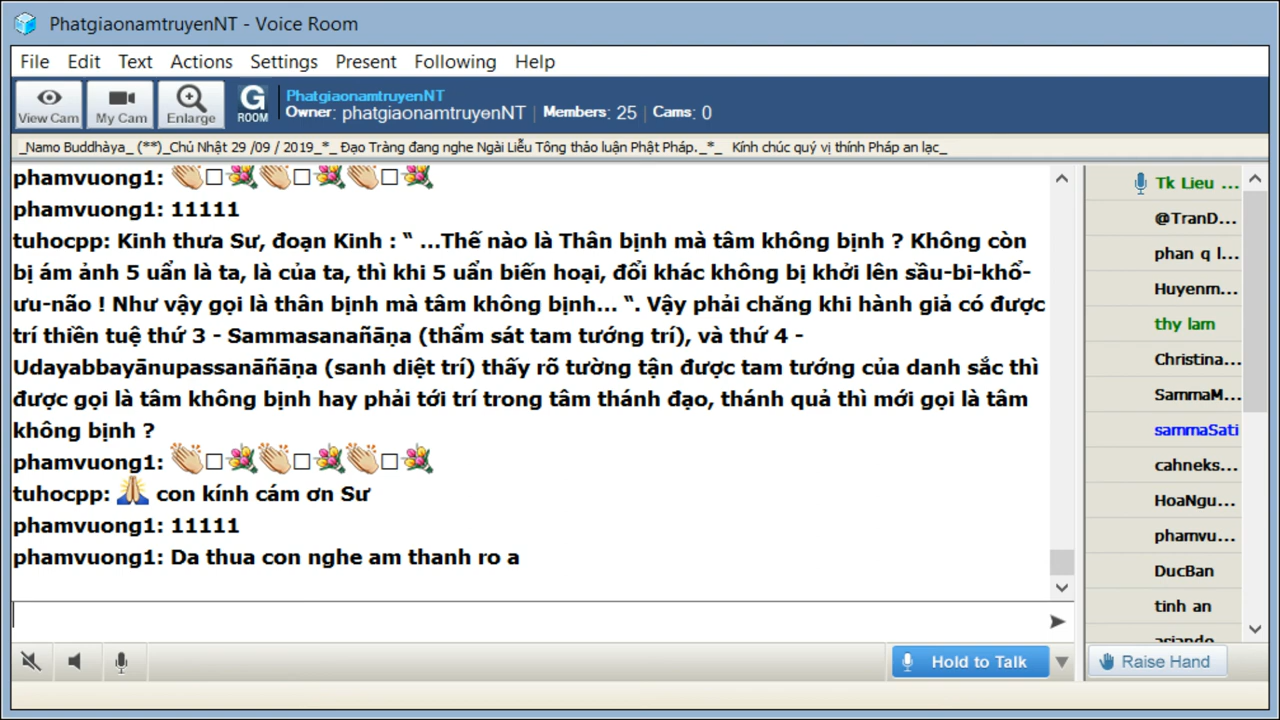 PhatgiaonamtruyenNT - Voice Room
File Edit Text Actions Settings Present Following Help
View Cam My Cam Enlarge G ROOM PhatgiaonamtruyenNT
Owner: phatgiaonamtruyenNT | Members: 25 | Cams: 0
_Namo Buddhàya_ (**)_Chủ Nhật 29 /09 / 2019_*_ Đạo Tràng đang nghe Ngài Liễu Tông thảo luận Phật Pháp._*_ Kính chúc quý vị thính Pháp an lạc_
phamvuong1: 👏□💐👏□💐👏□💐
phamvuong1: 11111
tuhocpp: Kinh thưa Sư, đoạn Kinh : “ ...Thế nào là Thân bịnh mà tâm không bịnh ? Không còn
bị ám ảnh 5 uẩn là ta, là của ta, thì khi 5 uẩn biến hoại, đổi khác không bị khởi lên sầu-bi-khổ-
ưu-não ! Như vậy gọi là thân bịnh mà tâm không bịnh... “. Vậy phải chăng khi hành giả có được
trí thiền tuệ thứ 3 - Sammasanañāṇa (thẩm sát tam tướng trí), và thứ 4 -
Udayabbayānupassanāñāṇa (sanh diệt trí) thấy rõ tường tận được tam tướng của danh sắc thì
được gọi là tâm không bịnh hay phải tới trí trong tâm thánh đạo, thánh quả thì mới gọi là tâm
không bịnh ?
phamvuong1: 👏□💐👏□💐👏□💐
tuhocpp: 🙏 con kính cám ơn Sư
phamvuong1: 11111
phamvuong1: Da thua con nghe am thanh ro a
Tk Lieu ...
@TranD...
phan q l...
Huyenm...
thy lam
Christina...
SammaM...
sammaSati
cahneks...
HoaNgu...
phamvu...
DucBan
tinh an
Hold to Talk
Raise Hand